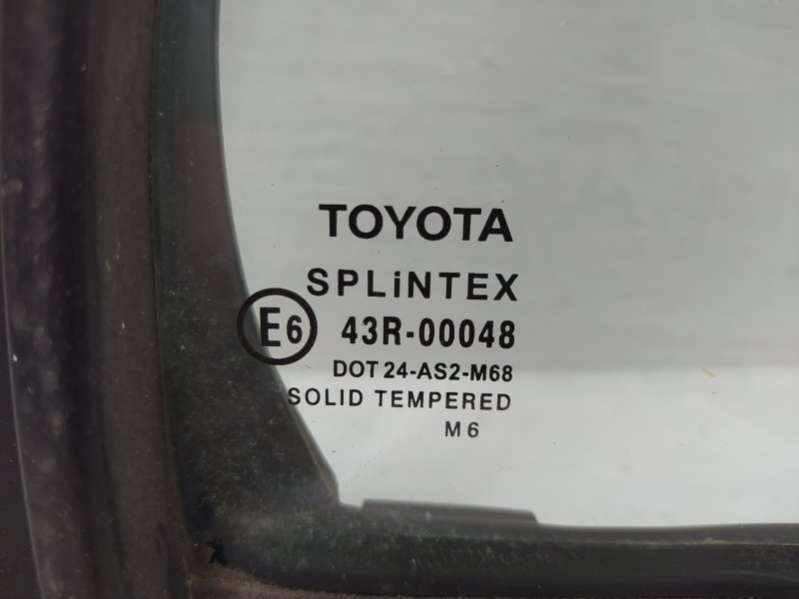 TOYOTA
SPLiNTEX
E6 43R-00048
DOT 24-AS2-M68
SOLID TEMPERED
M6